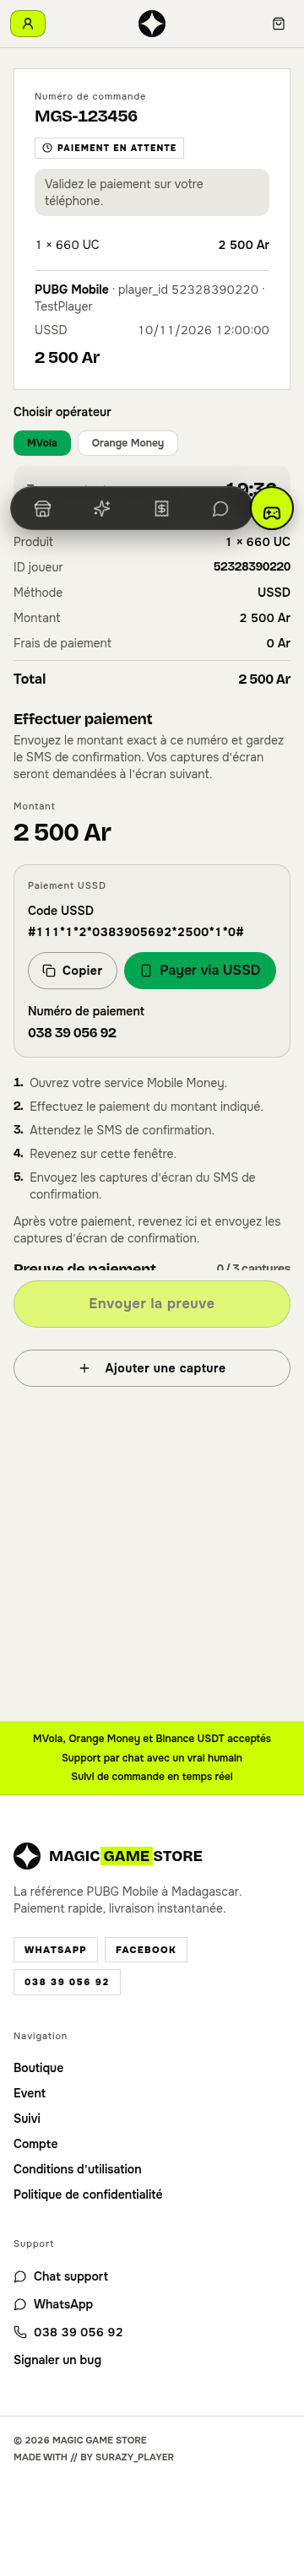 Numéro de commande
MGS-123456
PAIEMENT EN ATTENTE
Validez le paiement sur votre
téléphone.
1 × 660 UC 2 500 Ar
PUBG Mobile · player_id 52328390220 ·
TestPlayer
USSD 10/11/2026 12:00:00
2 500 Ar
Choisir opérateur
MVola Orange Money
Produit 1 × 660 UC
ID joueur 52328390220
Méthode USSD
Montant 2 500 Ar
Frais de paiement 0 Ar
Total 2 500 Ar
Effectuer paiement
Envoyez le montant exact à ce numéro et gardez
le SMS de confirmation. Vos captures d'écran
seront demandées à l'écran suivant.
Montant
2 500 Ar
Paiement USSD
Code USSD
#111*1*2*0383905692*2500*1*0#
Copier Payer via USSD
Numéro de paiement
038 39 056 92
1. Ouvrez votre service Mobile Money.
2. Effectuez le paiement du montant indiqué.
3. Attendez le SMS de confirmation.
4. Revenez sur cette fenêtre.
5. Envoyez les captures d'écran du SMS de
confirmation.
Après votre paiement, revenez ici et envoyez les
captures d'écran de confirmation.
Preuve de paiement 0 / 3 captures
Envoyer la preuve
+ Ajouter une capture
MVola, Orange Money et Binance USDT acceptés
Support par chat avec un vrai humain
Suivi de commande en temps réel
MAGIC GAME STORE
La référence PUBG Mobile à Madagascar.
Paiement rapide, livraison instantanée.
WHATSAPP FACEBOOK
038 39 056 92
Navigation
Boutique
Event
Suivi
Compte
Conditions d'utilisation
Politique de confidentialité
Support
Chat support
WhatsApp
038 39 056 92
Signaler un bug
© 2026 MAGIC GAME STORE
MADE WITH // BY SURAZY_PLAYER